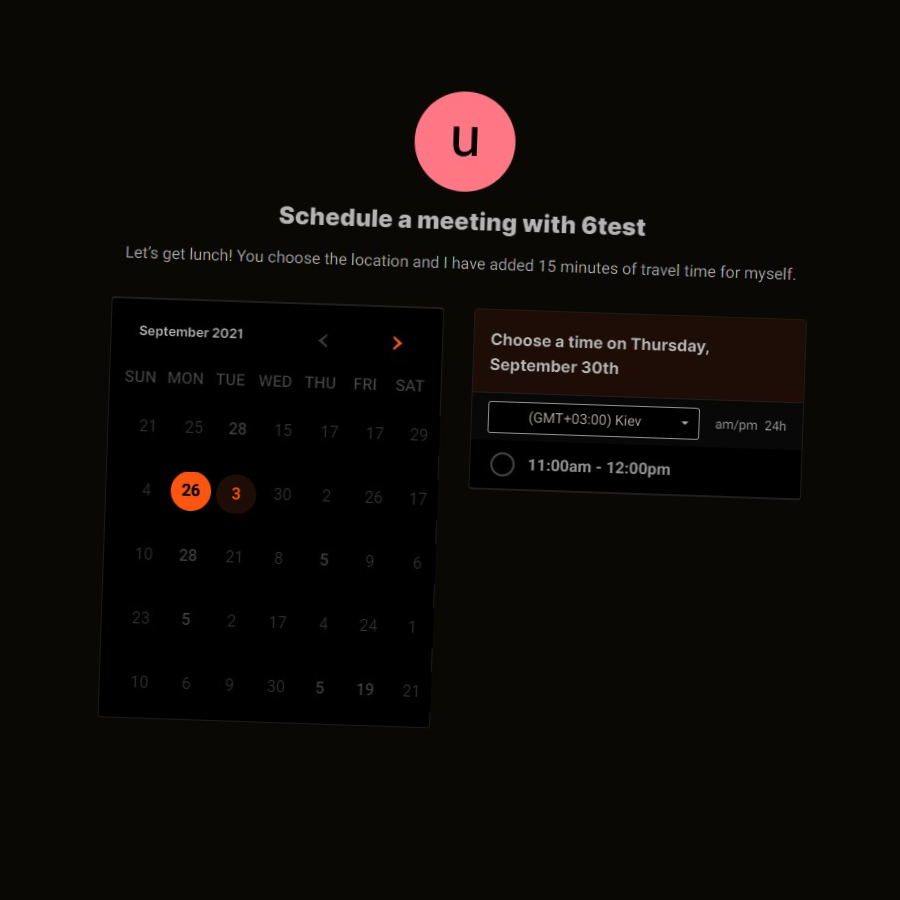 u
Schedule a meeting with 6test
Let's get lunch! You choose the location and I have added 15 minutes of travel time for myself.
September 2021
SUN MON TUE WED THU FRI SAT
21 25 28 15 17 17 29
4 26 3 30 2 26 17
10 28 21 8 5 9 6
23 5 2 17 4 24 1
10 6 9 30 5 19 21
Choose a time on Thursday,
September 30th
(GMT+03:00) Kiev
am/pm 24h
11:00am - 12:00pm